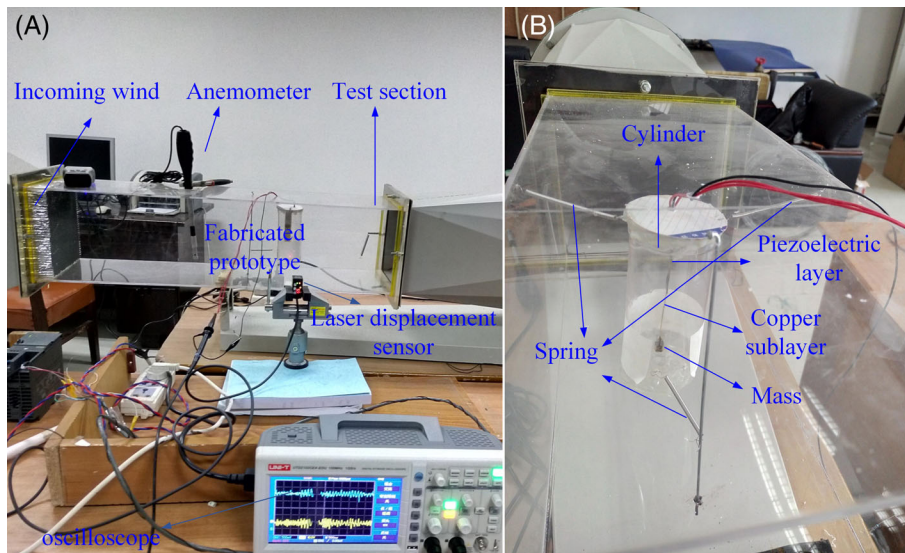 (A)
Incoming wind
Anemometer
Test section
Fabricated
prototype
Laser displacement
sensor
UNI-T
oscilloscope
(B)
Cylinder
Piezoelectric
layer
Copper
sublayer
Spring
Mass